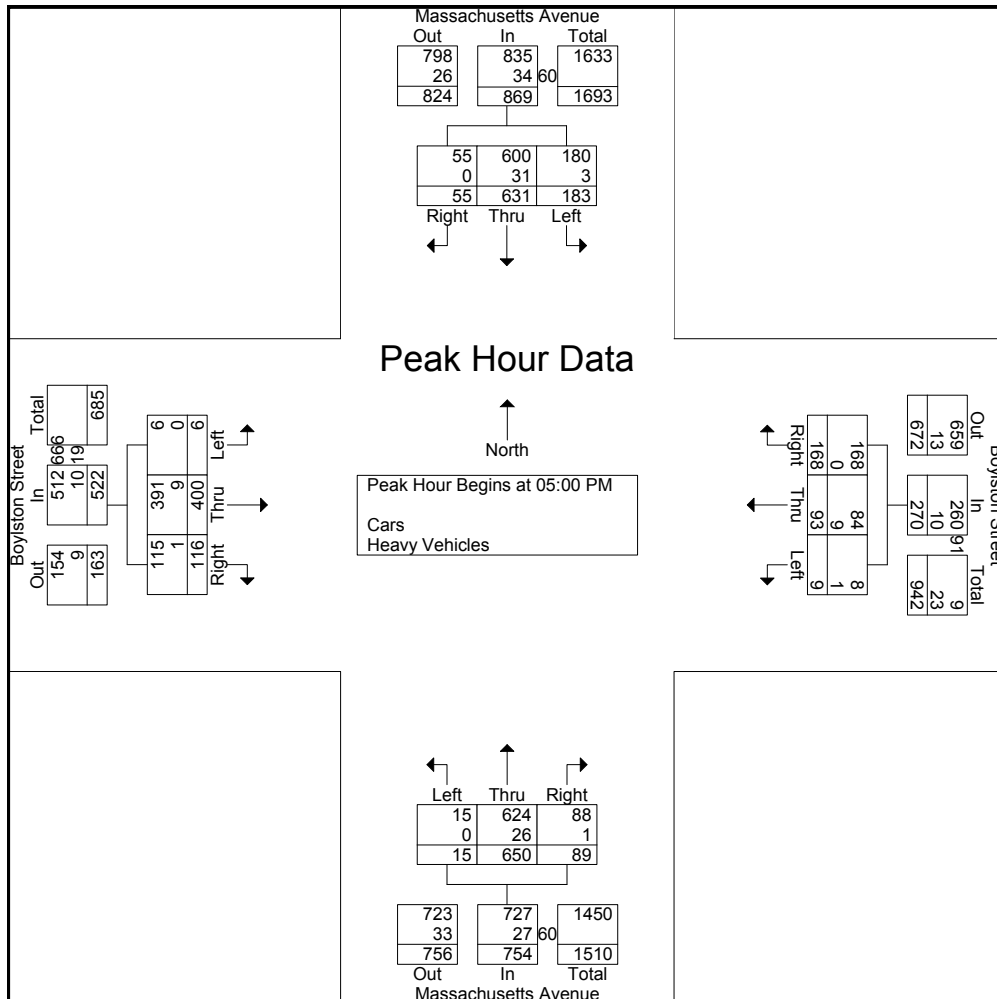 Massachusetts Avenue
Out In Total
798 835 1633
26 34 60
824 869 1693
55 600 180
0 31 3
55 631 183
Right Thru Left
Peak Hour Data
North
Peak Hour Begins at 05:00 PM
Cars
Heavy Vehicles
Boylston Street
Out In Total
154 512 666
9 10 19
163 522 685
115 391 6
1 9 0
116 400 6
Right Thru Left
Boylston Street
Out In Total
659 260 91 9
13 10 23
672 270 942
168 84 8
0 9 1
168 93 9
Right Thru Left
Left Thru Right
15 624 88
0 26 1
15 650 89
723 727 1450
33 27 60
756 754 1510
Out In Total
Massachusetts Avenue